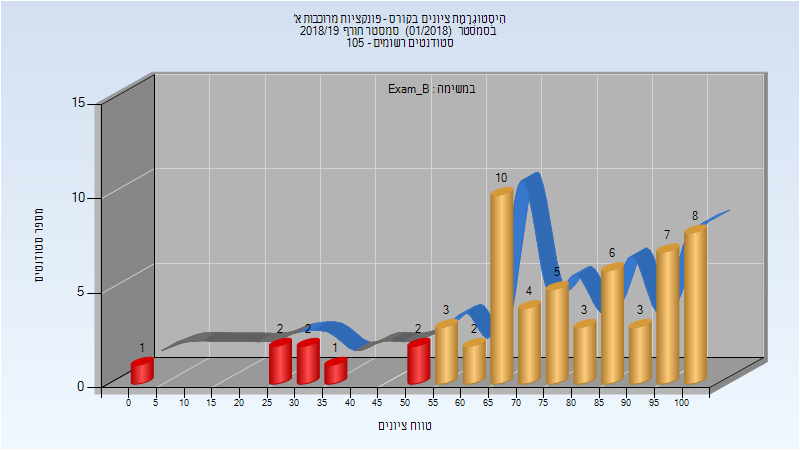 היסטוגרמת ציונים בקורס - פונקציות מרוכבות א'
בסמסטר (01/2018) סמסטר חורף 2018/19
סטודנטים רשומים - 105
במשימה : Exam_B
מספר סטודנטים
15
10
5
0
1 2 2 1 2 3 2 10 4 5 3 6 3 7 8
0 5 10 15 20 25 30 35 40 45 50 55 60 65 70 75 80 85 90 95 100
טווח ציונים